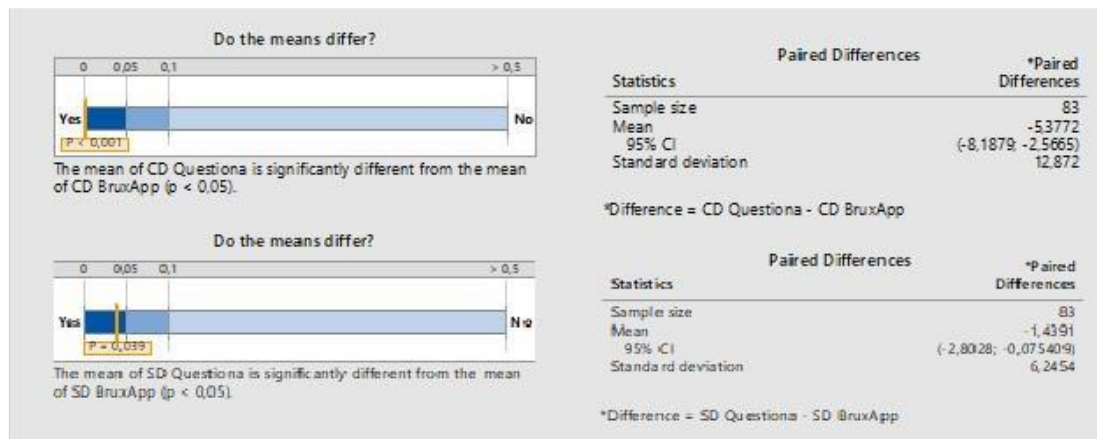 Do the means differ?
0 0,05 0,1 > 0,5
Yes No
P < 0,001
The mean of CD Questiona is significantly different from the mean
of CD BruxApp (p < 0,05).
Paired Differences
Statistics *Paired Differences
Sample size 83
Mean -5,3772
95% CI (-8,1879; -2,5665)
Standard deviation 12,872
*Difference = CD Questiona - CD BruxApp
Do the means differ?
0 0,05 0,1 > 0,5
Yes No
P = 0,039
The mean of SD Questiona is significantly different from the mean
of SD BruxApp (p < 0,05).
Paired Differences
Statistics *Paired Differences
Sample size 83
Mean -1,4391
95% CI (-2,8028; -0,075409)
Standard deviation 6,2454
*Difference = SD Questiona - SD BruxApp